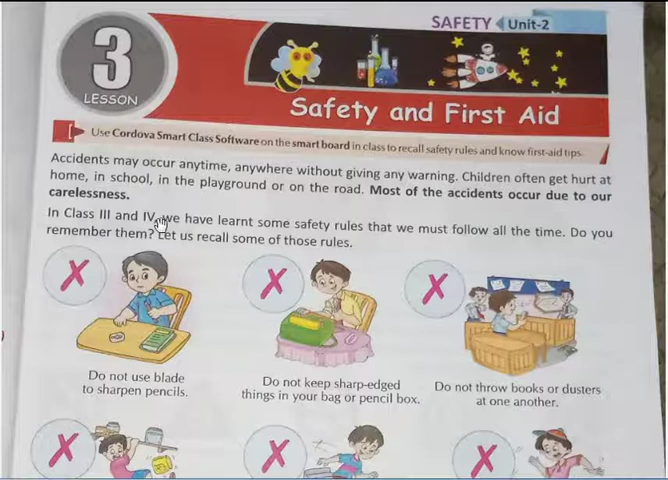 SAFETY Unit-2
3
LESSON
Safety and First Aid
Use Cordova Smart Class Software on the smart board in class to recall safety rules and know first-aid tips.
Accidents may occur anytime, anywhere without giving any warning. Children often get hurt at
home, in school, in the playground or on the road. Most of the accidents occur due to our
carelessness.
In Class III and IV, we have learnt some safety rules that we must follow all the time. Do you
remember them? Let us recall some of those rules.
Do not use blade
to sharpen pencils.
Do not keep sharp-edged
things in your bag or pencil box.
Do not throw books or dusters
at one another.